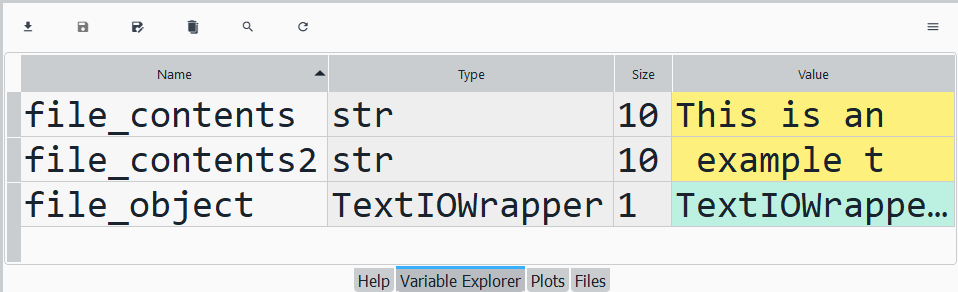 Name Type Size Value
file_contents str 10 This is an
file_contents2 str 10 example t
file_object TextIOWrapper 1 TextIOWrappe…
Help Variable Explorer Plots Files